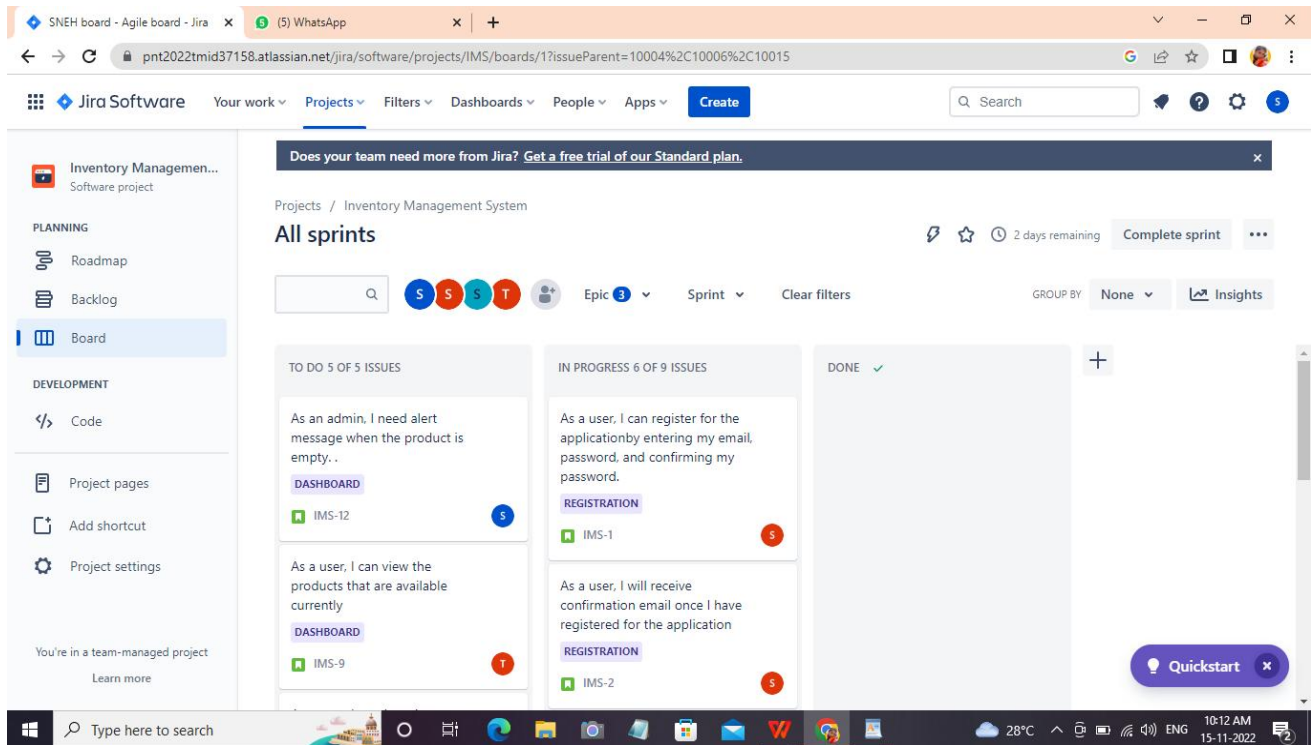 SNEH board - Agile board - Jira
(5) WhatsApp
pnt2022tmid37158.atlassian.net/jira/software/projects/IMS/boards/1?issueParent=10004%2C10006%2C10015
Jira Software Your work Projects Filters Dashboards People Apps Create Search S
Does your team need more from Jira? Get a free trial of our Standard plan.
Inventory Managemen...
Software project
PLANNING
Roadmap
Backlog
Board
DEVELOPMENT
Code
Project pages
Add shortcut
Project settings
You're in a team-managed project
Learn more
Projects / Inventory Management System
All sprints
2 days remaining Complete sprint
S S S T Epic 3 Sprint Clear filters GROUP BY None Insights
TO DO 5 OF 5 ISSUES
As an admin, I need alert
message when the product is
empty. .
DASHBOARD
IMS-12 S
As a user, I can view the
products that are available
currently
DASHBOARD
IMS-9 T
IN PROGRESS 6 OF 9 ISSUES
As a user, I can register for the
applicationby entering my email,
password, and confirming my
password.
REGISTRATION
IMS-1 S
As a user, I will receive
confirmation email once I have
registered for the application
REGISTRATION
IMS-2 S
DONE
Quickstart
Type here to search
28°C ENG
10:12 AM
15-11-2022
2